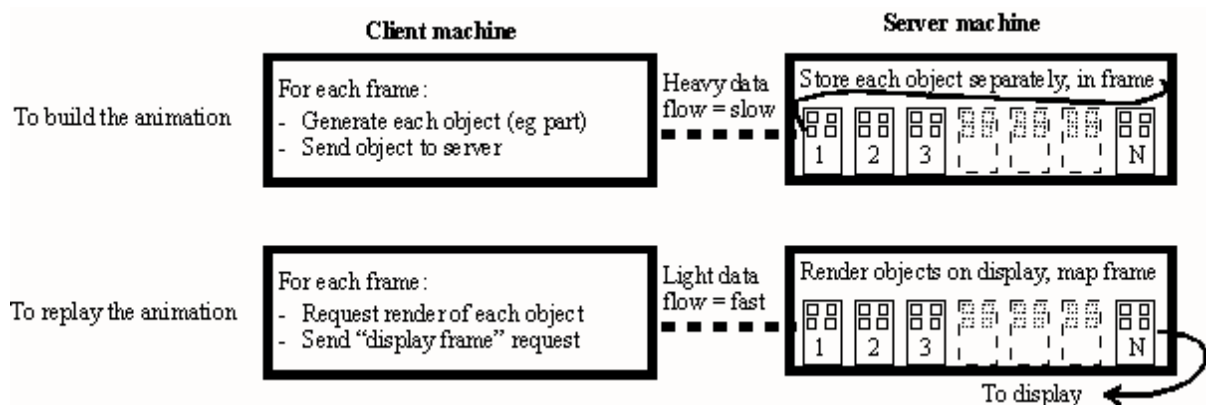 Client machine
Server machine
To build the animation
For each frame:
- Generate each object (eg part)
- Send object to server
Heavy data
flow = slow
Store each object separately, in frame
1 2 3 N
To replay the animation
For each frame:
- Request render of each object
- Send “display frame” request
Light data
flow = fast
Render objects on display, map frame
1 2 3 N
To display